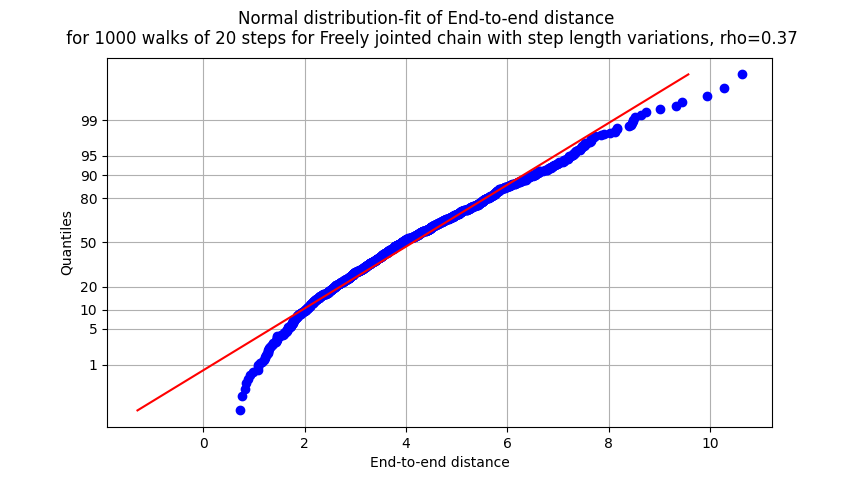 Normal distribution-fit of End-to-end distance
for 1000 walks of 20 steps for Freely jointed chain with step length variations, rho=0.37
99
95
90
80
50
20
10
5
1
Quantiles
0 2 4 6 8 10
End-to-end distance